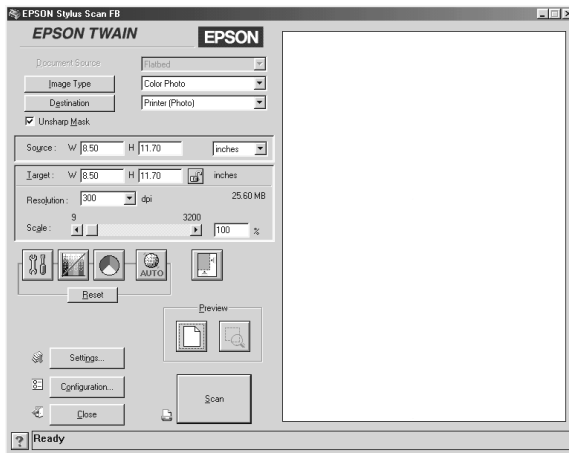 EPSON Stylus Scan FB
EPSON TWAIN EPSON
Document Source Flatbed
Image Type Color Photo
Destination Printer (Photo)
Unsharp Mask
Source : W 8.50 H 11.70 inches
Target : W 8.50 H 11.70 inches
Resolution : 300 dpi 25.60 MB
9 3200
Scale : 100 %
AUTO
Reset
Preview
Settings...
Configuration...
Scan
Close
? Ready